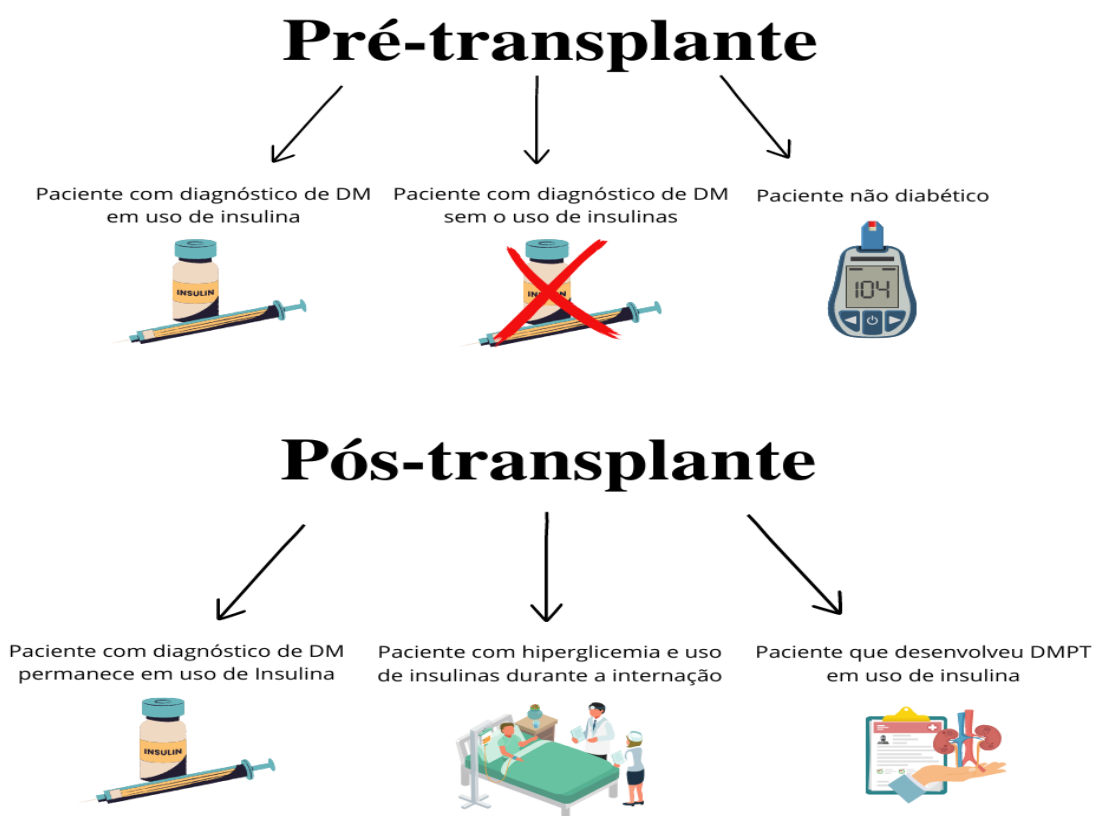 Pré-transplante
Paciente com diagnóstico de DM
em uso de insulina
Paciente com diagnóstico de DM
sem o uso de insulinas
Paciente não diabético
INSULIN
104
Pós-transplante
Paciente com diagnóstico de DM
permanece em uso de Insulina
Paciente com hiperglicemia e uso
de insulinas durante a internação
Paciente que desenvolveu DMPT
em uso de insulina
INSULIN